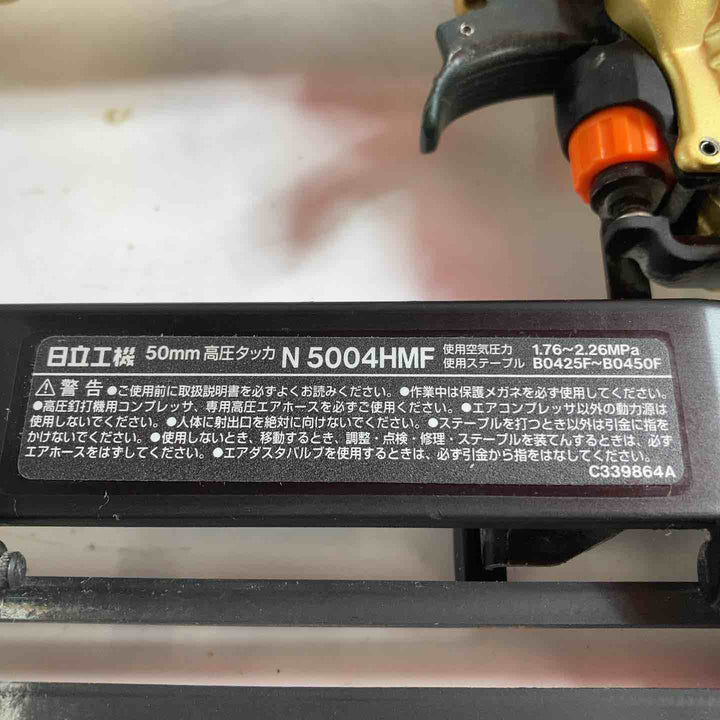 日立工機 50mm 高圧タッカ N 5004HMF 使用空気圧力 1.76～2.26MPa
使用ステープル B0425F～B0450F
⚠警告 ●ご使用前に取扱説明書を必ずよくお読みください。●作業中は保護メガネを必ず使用してください。
●高圧釘打機用コンプレッサ、専用高圧エアホースを必ずご使用ください。●エアコンプレッサ以外の動力源は
使用しないでください。●人体に射出口を絶対に向けないでください。●ステープルを打つとき以外は引金に指を
かけないでください。●使用しないとき、移動するとき、調整・点検・修理・ステープルを装てんするときは、必ず
エアホースをはずしてください。●エアダスタバルブを使用するときは、必ず引金から指をはなしてください。
C339864A